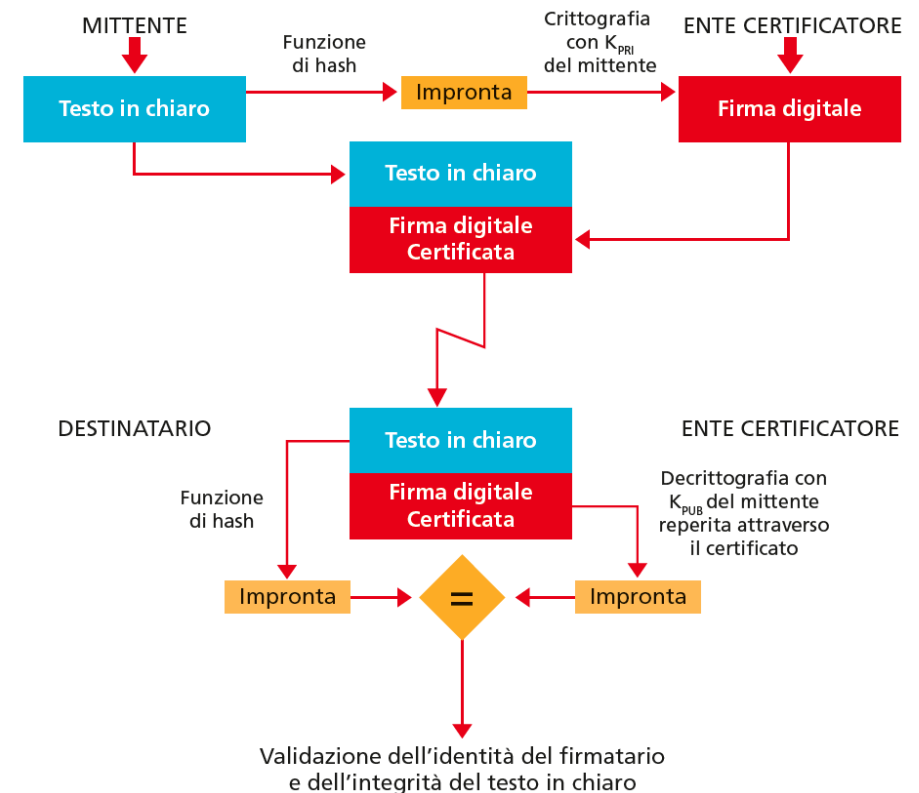 MITTENTE
Funzione
di hash
Crittografia
con K_PRI
del mittente
ENTE CERTIFICATORE
Testo in chiaro
Impronta
Firma digitale
Testo in chiaro
Firma digitale
Certificata
DESTINATARIO
Testo in chiaro
ENTE CERTIFICATORE
Funzione
di hash
Firma digitale
Certificata
Decrittografia con
K_PUB del mittente
reperita attraverso
il certificato
Impronta
=
Impronta
Validazione dell’identità del firmatario
e dell’integrità del testo in chiaro